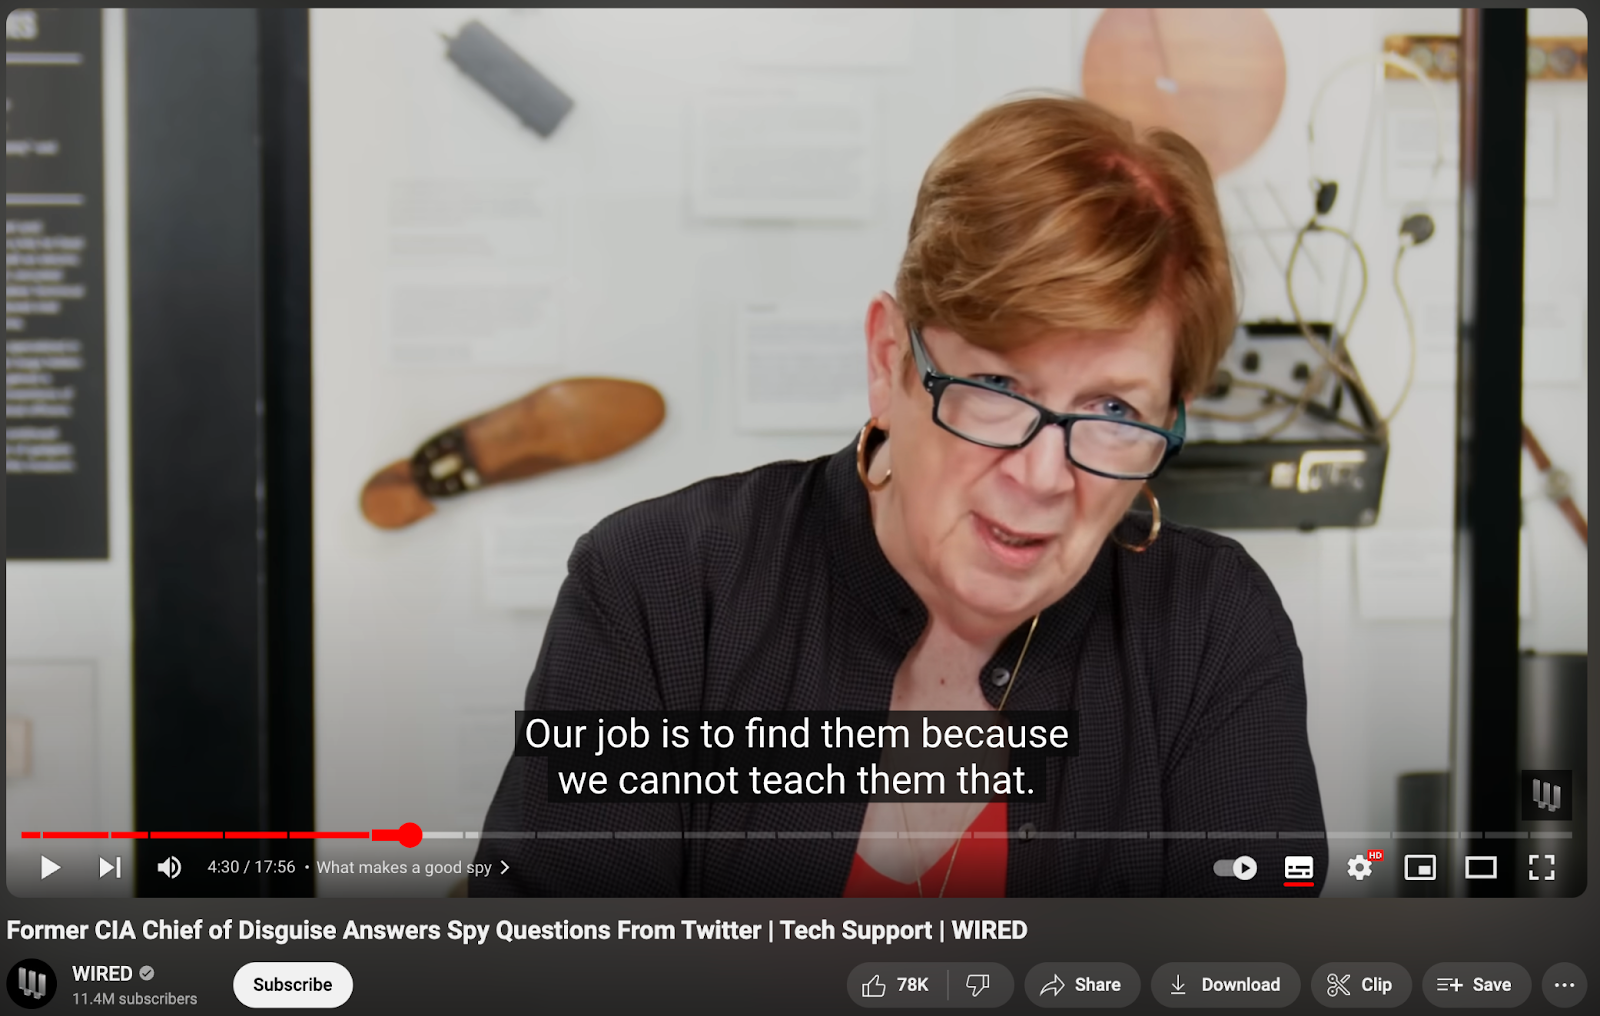 Our job is to find them because
we cannot teach them that.
4:30 / 17:56 • What makes a good spy
HD
Former CIA Chief of Disguise Answers Spy Questions From Twitter | Tech Support | WIRED
WIRED
11.4M subscribers
Subscribe
78K
Share
Download
Clip
Save